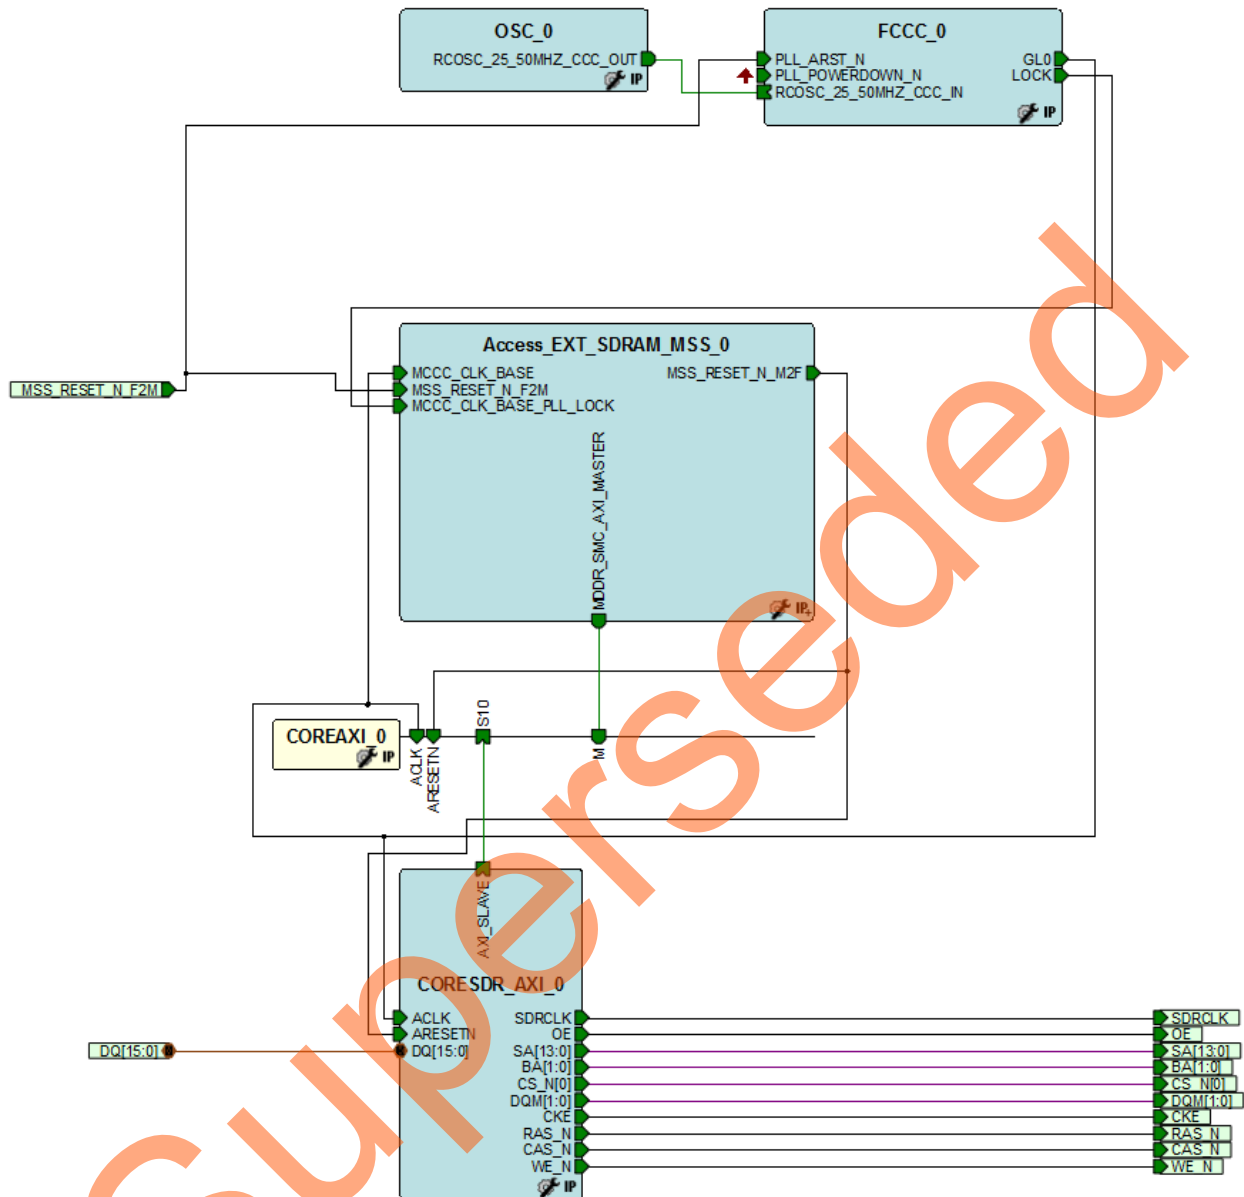 OSC_0
RCOSC_25_50MHZ_CCC_OUT
IP
FCCC_0
PLL_ARST_N
PLL_POWERDOWN_N
RCOSC_25_50MHZ_CCC_IN
GL0
LOCK
IP
MSS_RESET_N_F2M
Access_EXT_SDRAM_MSS_0
MCCC_CLK_BASE
MSS_RESET_N_F2M
MCCC_CLK_BASE_PLL_LOCK
MSS_RESET_N_M2F
MDDR_SMC_AXI_MASTER
IP+
COREAXI_0
IP
ACLK
ARESETN
S10
M
AXI_SLAVE
CORESDR_AXI_0
ACLK
ARESETN
DQ[15:0]
DQ[15:0]
SDRCLK
OE
SA[13:0]
BA[1:0]
CS_N[0]
DQM[1:0]
CKE
RAS_N
CAS_N
WE_N
IP
SDRCLK
OE
SA[13:0]
BA[1:0]
CS_N[0]
DQM[1:0]
CKE
RAS_N
CAS_N
WE_N
Superseded